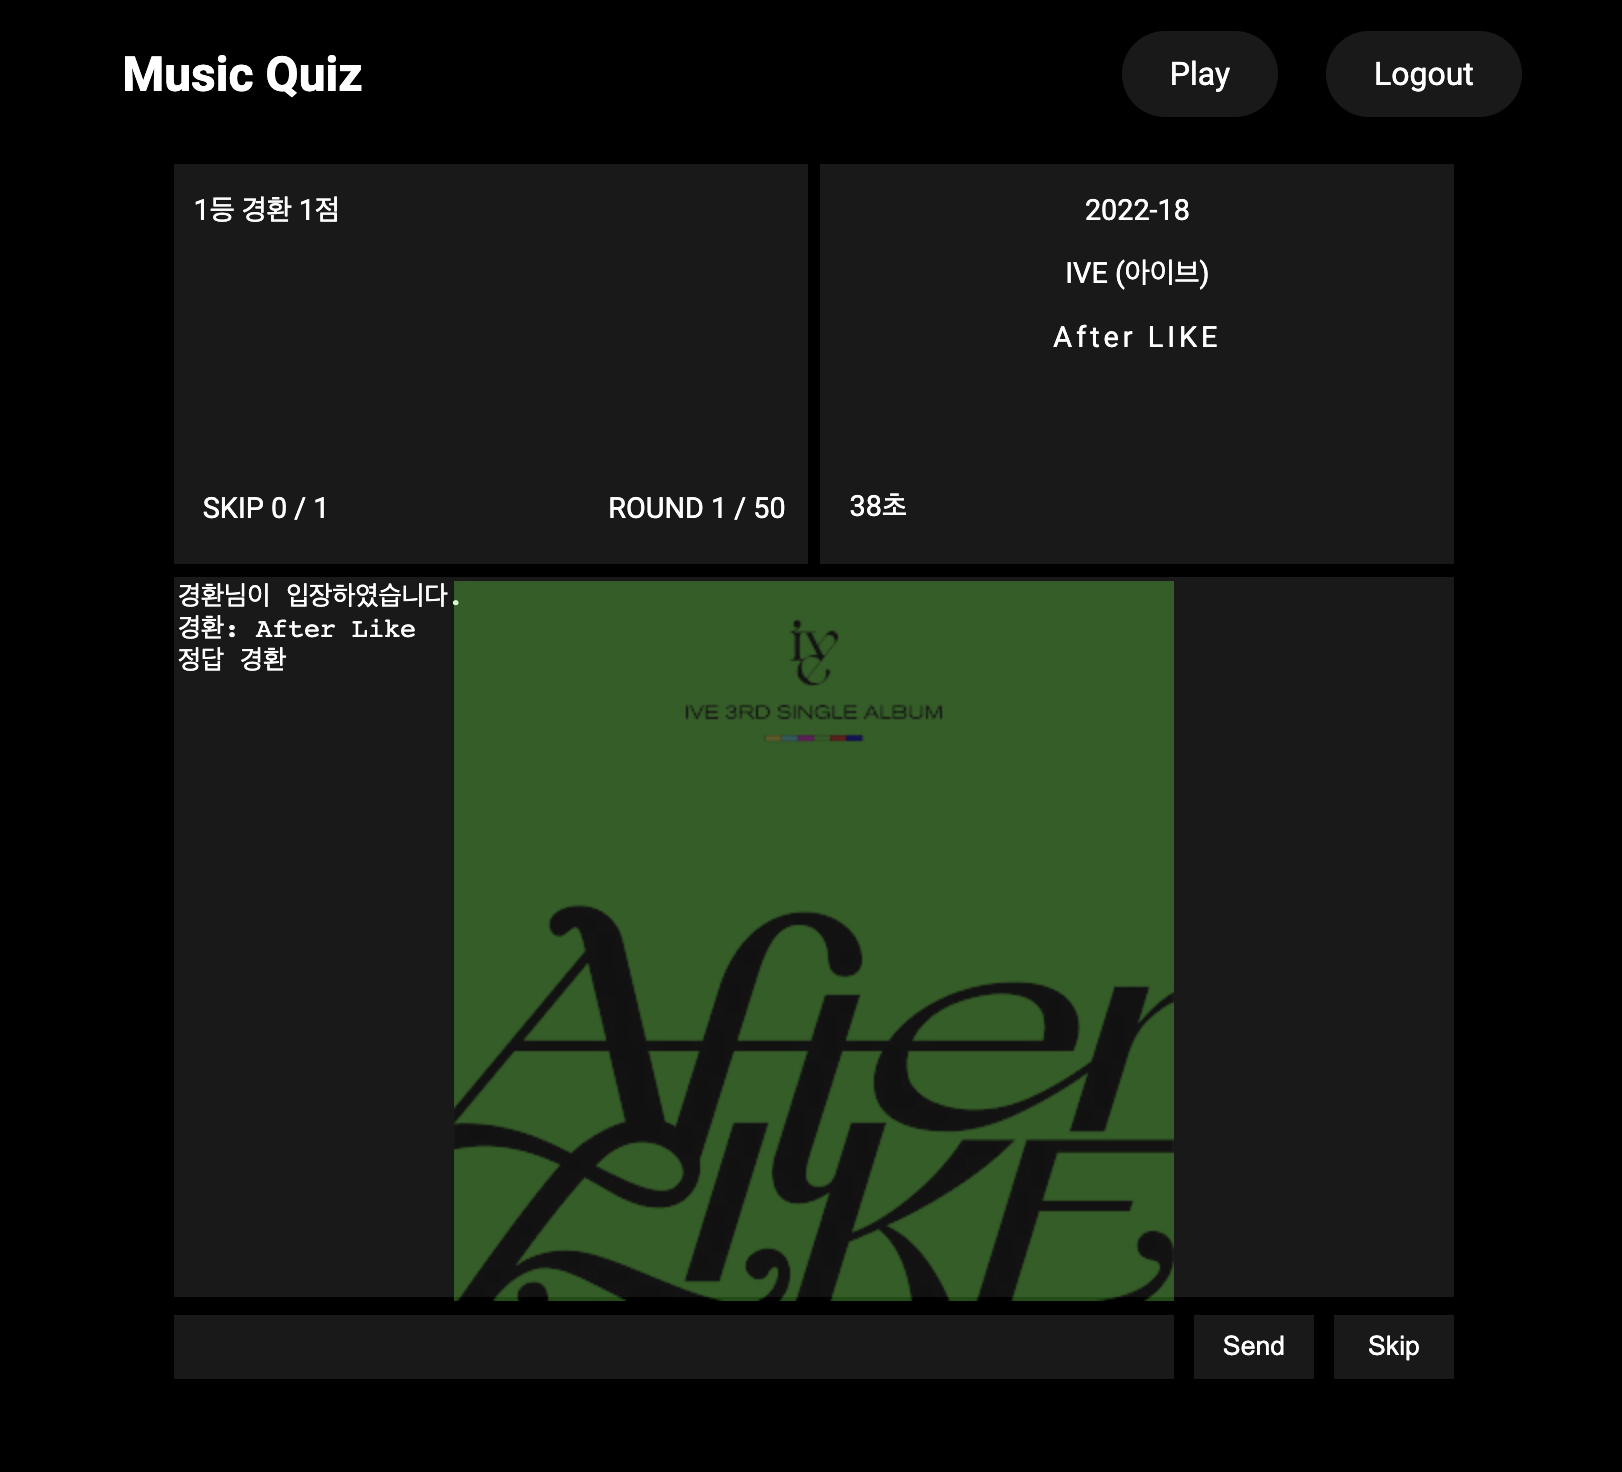 Music Quiz
Play
Logout
1등 경환 1점
SKIP 0 / 1
ROUND 1 / 50
2022-18
IVE (아이브)
After LIKE
38초
경환님이 입장하였습니다.
경환: After Like
정답 경환
ive
IVE 3RD SINGLE ALBUM
After
LIKE
Send
Skip